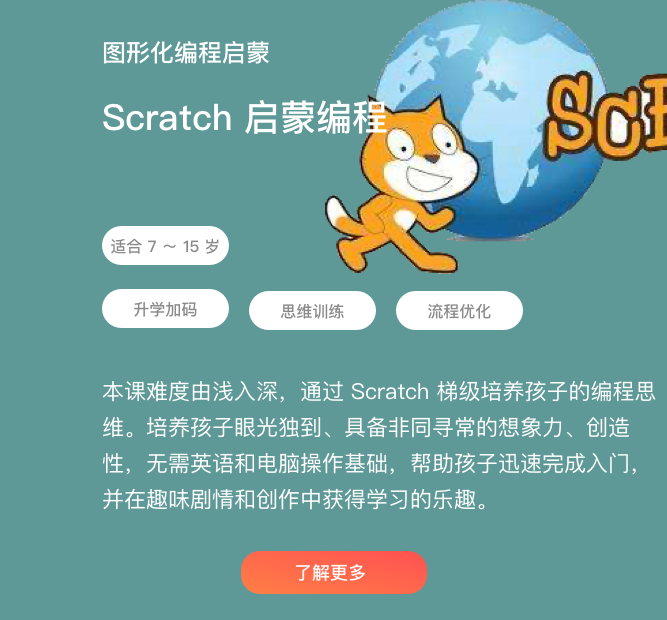 图形化编程启蒙
Scratch 启蒙编程
适合 7 ～ 15 岁
升学加码
思维训练
流程优化
本课难度由浅入深，通过 Scratch 梯级培养孩子的编程思
维。培养孩子眼光独到、具备非同寻常的想象力、创造
性，无需英语和电脑操作基础，帮助孩子迅速完成入门，
并在趣味剧情和创作中获得学习的乐趣。
了解更多